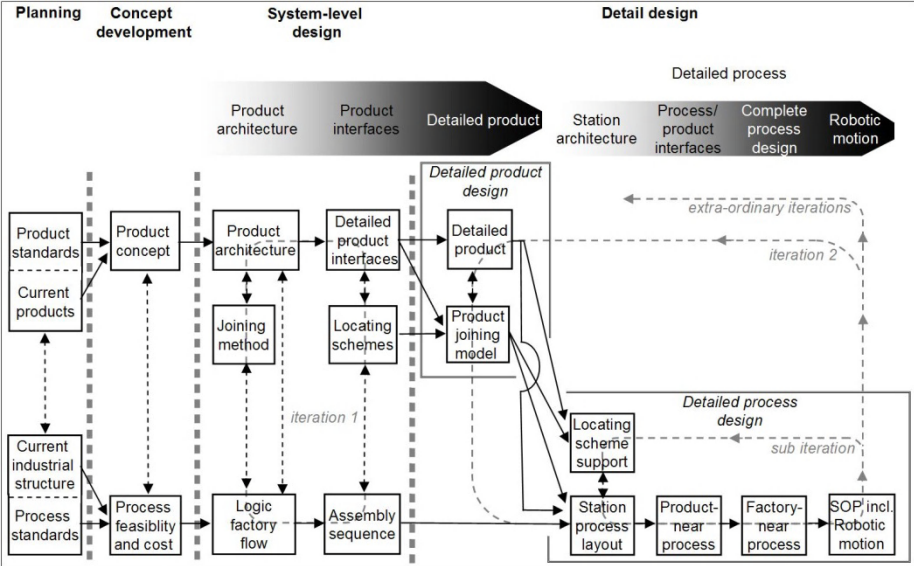 Planning
Concept
development
System-level
design
Detail design
Product
architecture
Product
interfaces
Detailed product
Detailed process
Station
architecture
Process/
product
interfaces
Complete
process
design
Robotic
motion
Detailed product
design
extra-ordinary iterations
Product
standards
Current
products
Product
concept
Product
architecture
Detailed
product
interfaces
Detailed
product
iteration 2
Joining
method
Locating
schemes
Product
joining
model
iteration 1
Detailed process
design
Current
industrial
structure
Process
standards
Process
feasiblity
and cost
Logic
factory
flow
Assembly
sequence
Locating
scheme
support
sub iteration
Station
process
layout
Product-
near
process
Factory-
near
process
SOP incl.
Robotic
motion